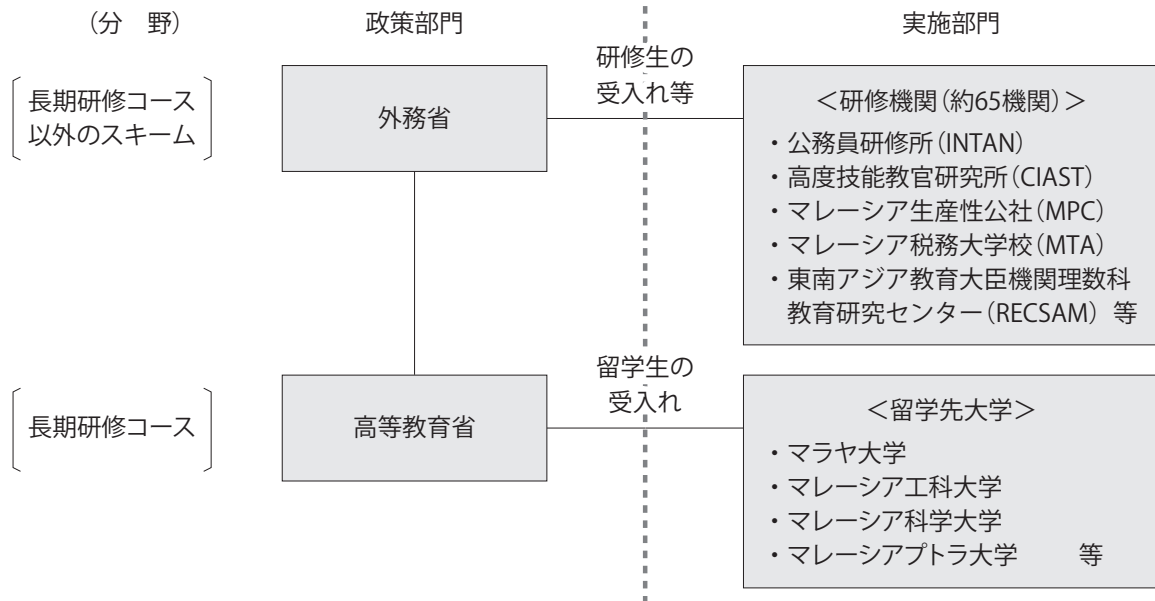 （分　野）
政策部門
実施部門
長期研修コース
以外のスキーム
外務省
研修生の
受入れ等
＜研修機関（約65機関）＞
・公務員研修所（INTAN）
・高度技能教官研究所（CIAST）
・マレーシア生産性公社（MPC）
・マレーシア税務大学校（MTA）
・東南アジア教育大臣機関理数科
教育研究センター（RECSAM）等
長期研修コース
高等教育省
留学生の
受入れ
＜留学先大学＞
・マラヤ大学
・マレーシア工科大学
・マレーシア科学大学
・マレーシアプトラ大学　　等